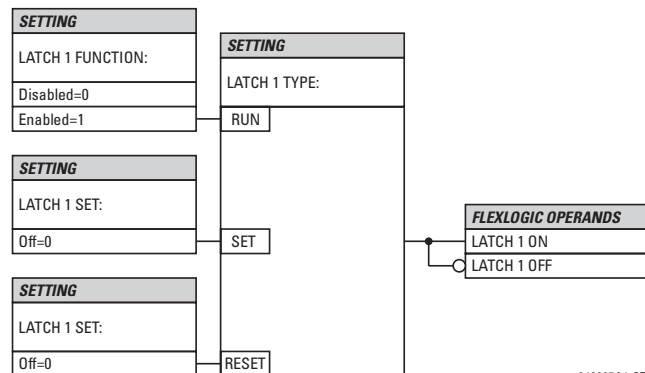 SETTING
LATCH 1 FUNCTION:
Disabled=0
Enabled=1
SETTING
LATCH 1 TYPE:
RUN
SETTING
LATCH 1 SET:
Off=0
SET
SETTING
LATCH 1 SET:
Off=0
RESET
FLEXLOGIC OPERANDS
LATCH 1 ON
LATCH 1 OFF